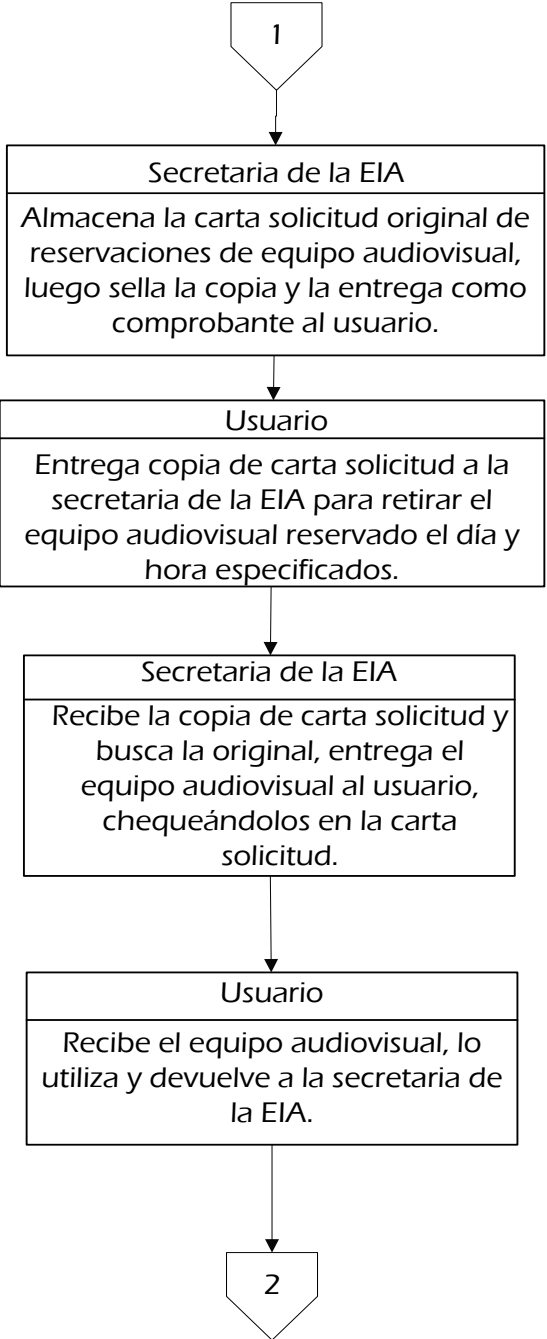 1
Secretaria de la EIA
Almacena la carta solicitud original de
reservaciones de equipo audiovisual,
luego sella la copia y la entrega como
comprobante al usuario.
Usuario
Entrega copia de carta solicitud a la
secretaria de la EIA para retirar el
equipo audiovisual reservado el día y
hora especificados.
Secretaria de la EIA
Recibe la copia de carta solicitud y
busca la original, entrega el
equipo audiovisual al usuario,
chequeándolos en la carta
solicitud.
Usuario
Recibe el equipo audiovisual, lo
utiliza y devuelve a la secretaria de
la EIA.
2